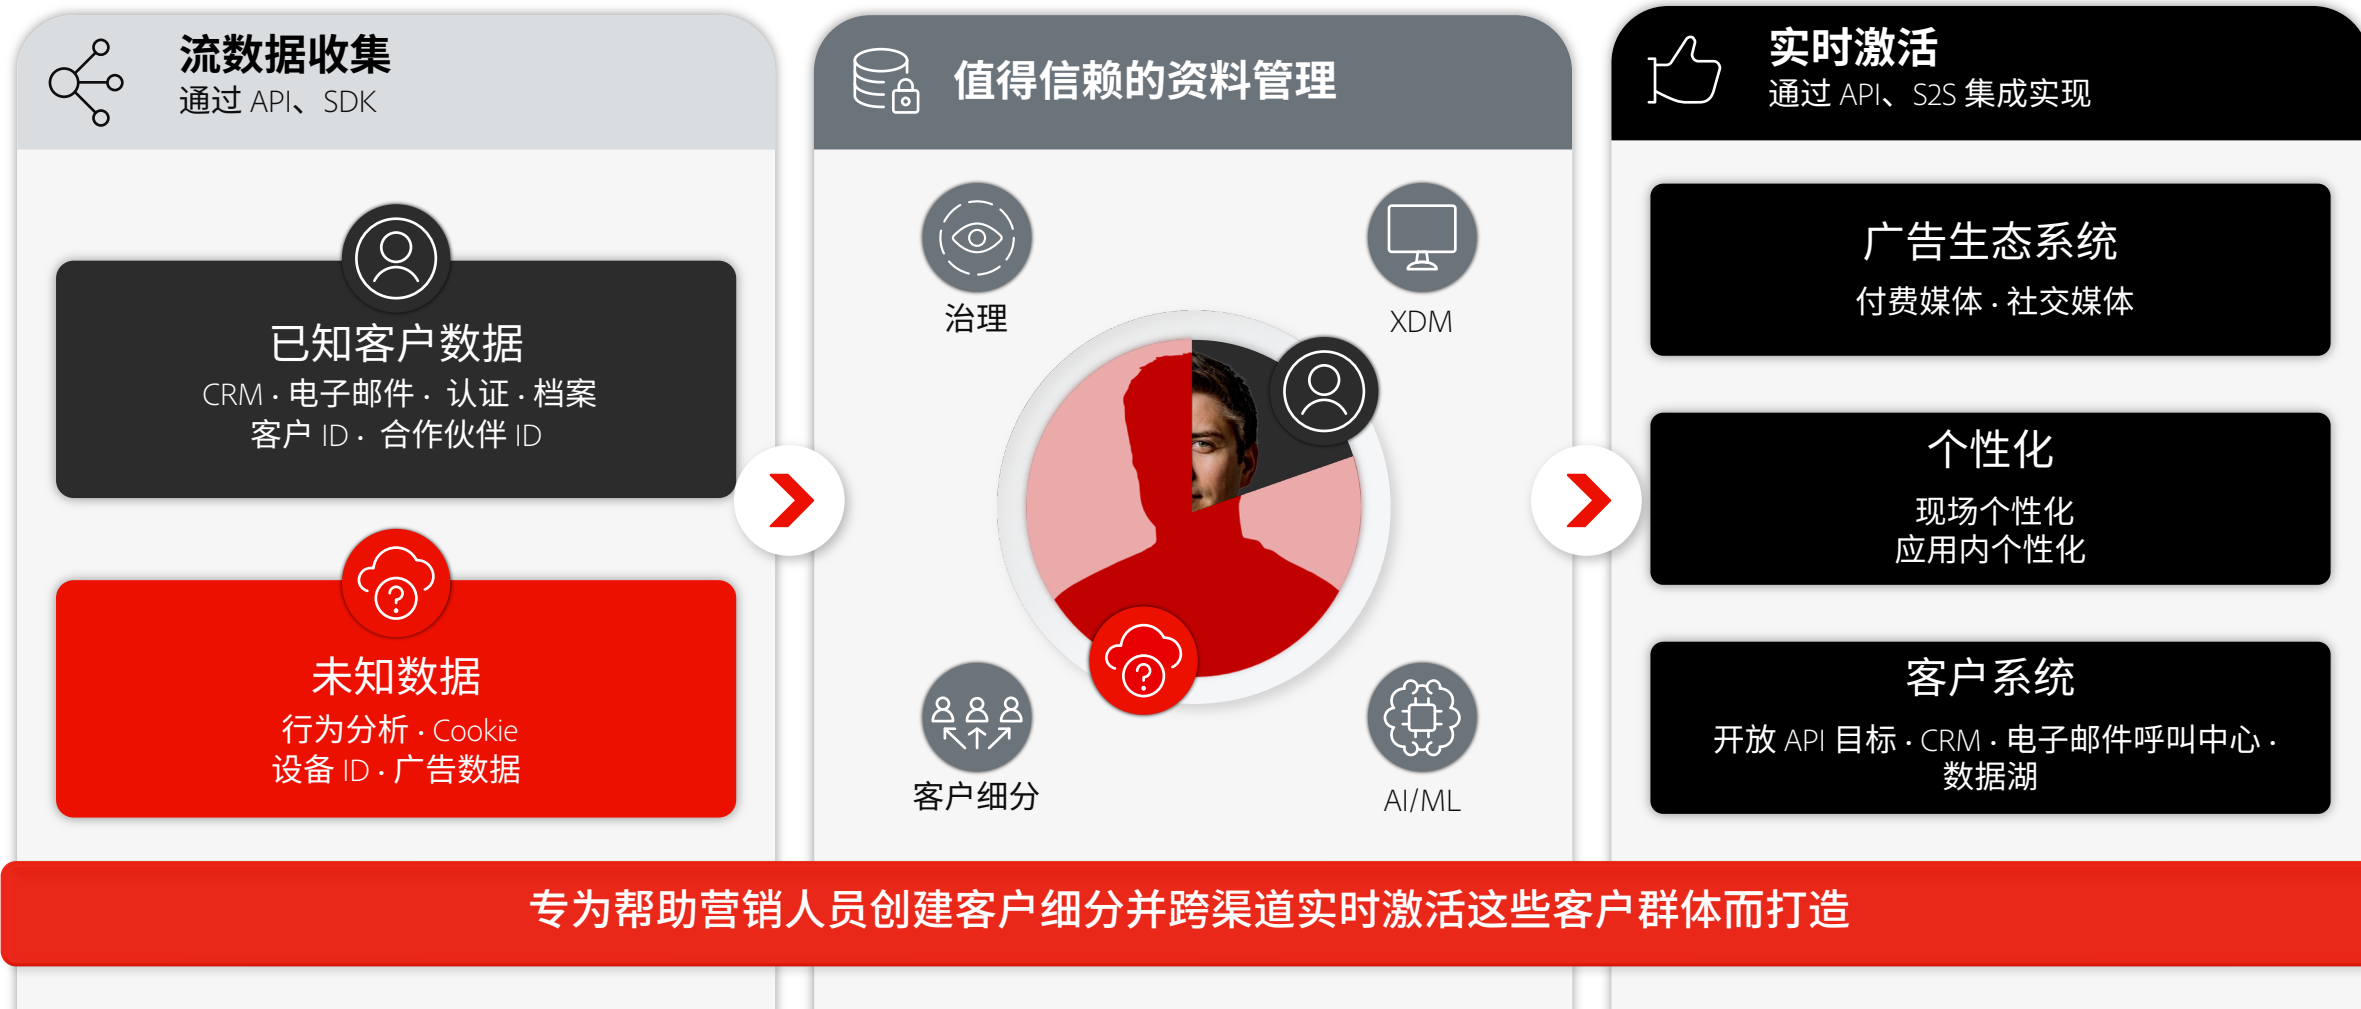 流数据收集
通过 API、SDK
已知客户数据
CRM · 电子邮件 · 认证 · 档案
客户 ID · 合作伙伴 ID
?
未知数据
行为分析 · Cookie
设备 ID · 广告数据
值得信赖的资料管理
治理
XDM
?
客户细分
AI/ML
实时激活
通过 API、S2S 集成实现
广告生态系统
付费媒体 · 社交媒体
个性化
现场个性化
应用内个性化
客户系统
开放 API 目标 · CRM · 电子邮件呼叫中心 ·
数据湖
专为帮助营销人员创建客户细分并跨渠道实时激活这些客户群体而打造